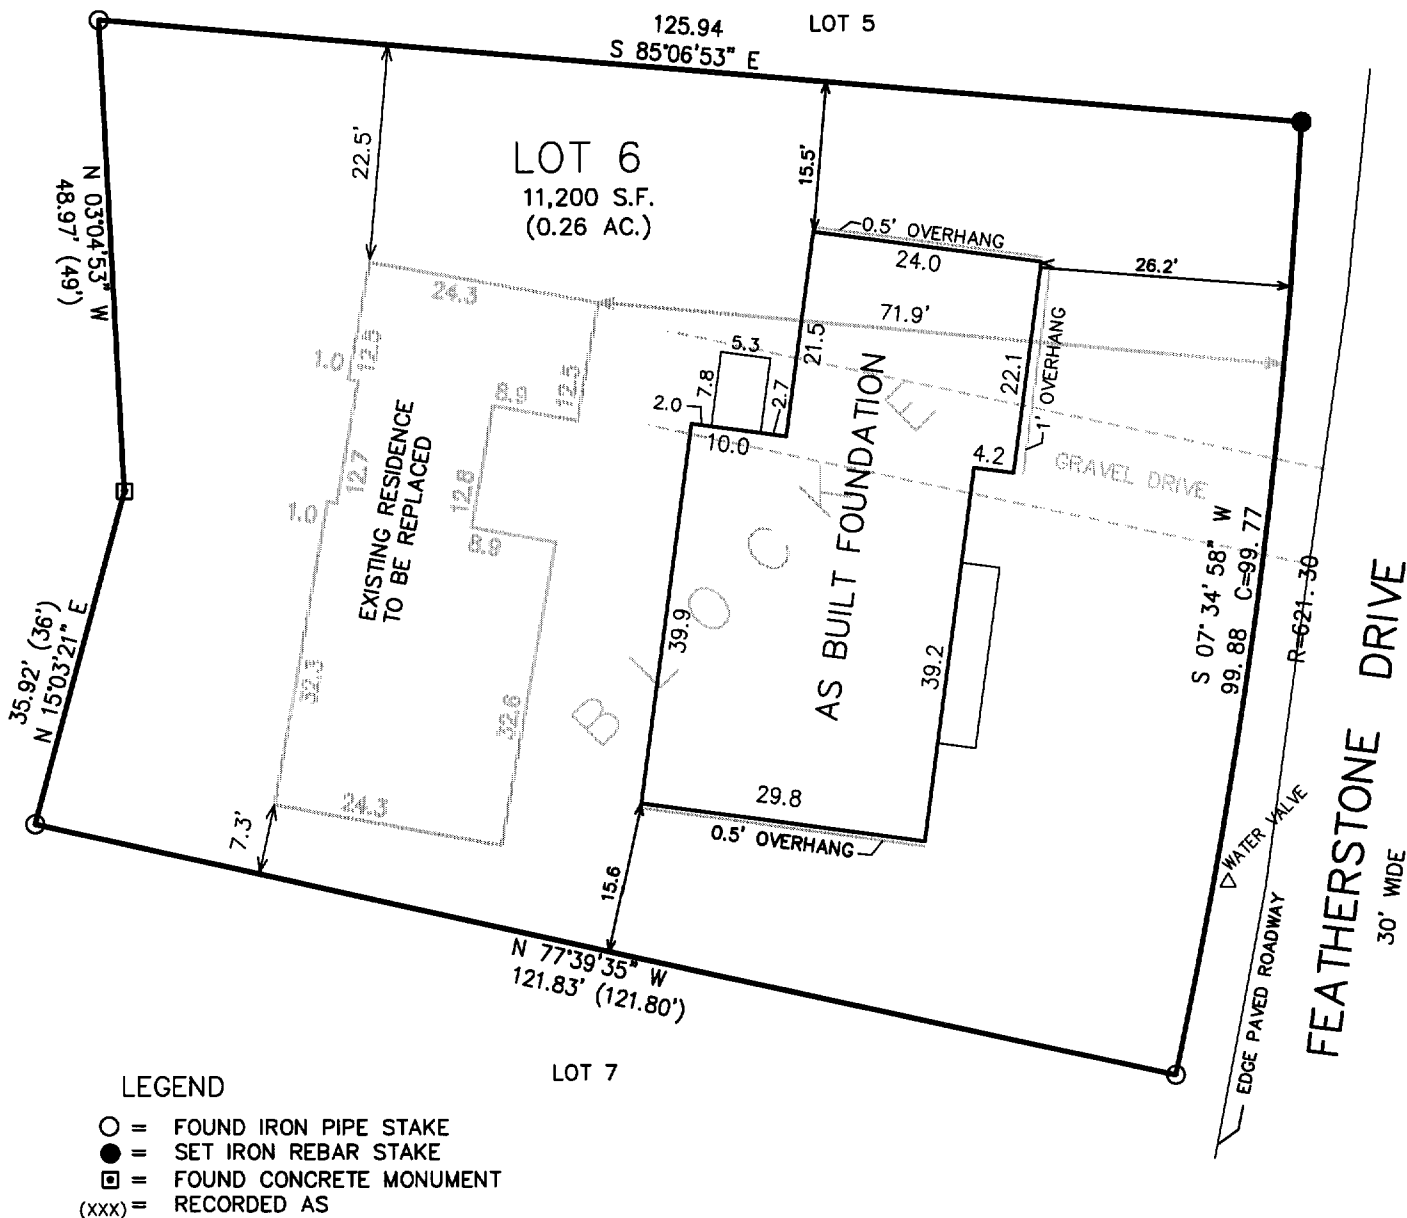 125.94
LOT 5
S 85°06'53" E
22.5'
LOT 6
11,200 S.F.
(0.26 AC.)
15.5'
N 03°04'53" W
48.97' (49')
0.5' OVERHANG
24.0
26.2'
24.3
71.9'
12.5
1.0
12.5
8.9
5.3
7.8
2.7
2.0
10.0
21.5
22.1
1' OVERHANG
4.2
GRAVEL DRIVE
12.7
1.0
12.8
8.9
EXISTING RESIDENCE
TO BE REPLACED
BLOC
AS BUILT FOUNDATION
39.9
39.2
S 07° 34' 58" W
99.88 C=99.77
R=621.30
35.92' (36')
N 15°03'21" E
32.3
32.6
24.3
7.3'
29.8
0.5' OVERHANG
15.6
WATER VALVE
FEATHERSTONE DRIVE
30' WIDE
EDGE PAVED ROADWAY
N 77°39'35" W
121.83' (121.80')
LOT 7
LEGEND
= FOUND IRON PIPE STAKE
= SET IRON REBAR STAKE
= FOUND CONCRETE MONUMENT
(XXX) = RECORDED AS